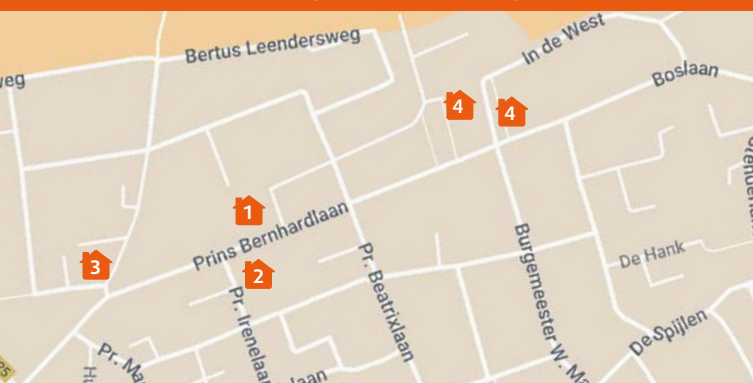 In de West
Bertus Leendersweg
Boslaan
weg
4
4
1
Prins Bernhardlaan
3
2
De Hank
Pr. Beatrixlaan
Burgemeester W. Ma
Pr. Irenelaan
De Spijlen
Pr. Ma
laan